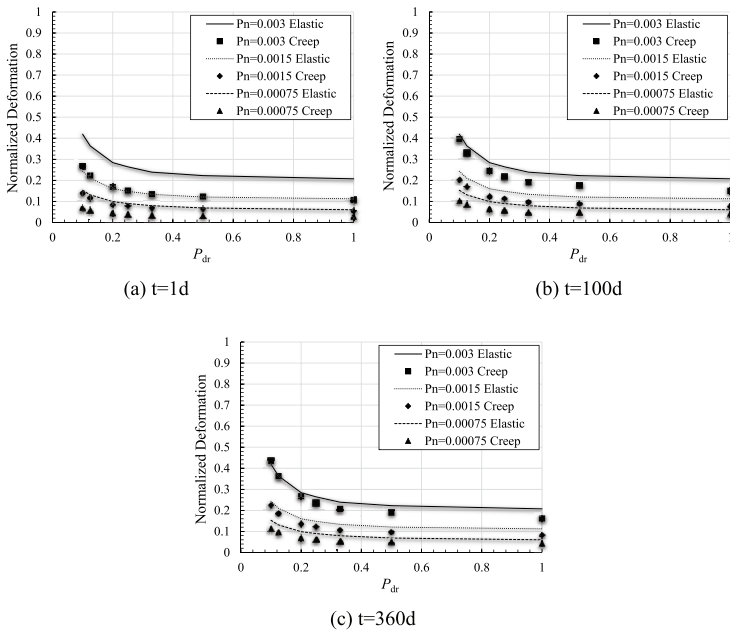 1
0.9
0.8
0.7
0.6
0.5
0.4
0.3
0.2
0.1
0
Normalized Deformation
0 0.2 0.4 0.6 0.8 1
P dr
Pn=0.003 Elastic
Pn=0.003 Creep
Pn=0.0015 Elastic
Pn=0.0015 Creep
Pn=0.00075 Elastic
Pn=0.00075 Creep
(a) t=1d
1
0.9
0.8
0.7
0.6
0.5
0.4
0.3
0.2
0.1
0
Normalized Deformation
0 0.2 0.4 0.6 0.8 1
P dr
Pn=0.003 Elastic
Pn=0.003 Creep
Pn=0.0015 Elastic
Pn=0.0015 Creep
Pn=0.00075 Elastic
Pn=0.00075 Creep
(b) t=100d
1
0.9
0.8
0.7
0.6
0.5
0.4
0.3
0.2
0.1
0
Normalized Deformation
0 0.2 0.4 0.6 0.8 1
P dr
Pn=0.003 Elastic
Pn=0.003 Creep
Pn=0.0015 Elastic
Pn=0.0015 Creep
Pn=0.00075 Elastic
Pn=0.00075 Creep
(c) t=360d